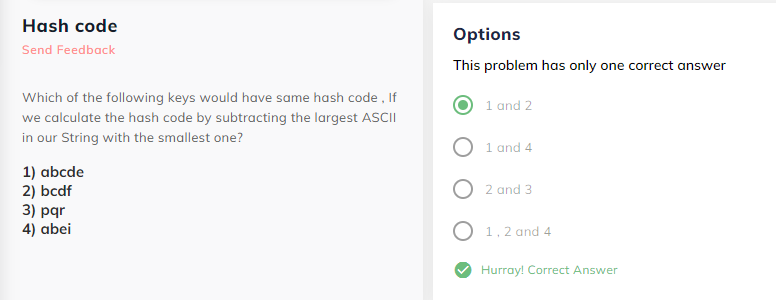 Hash code
Send Feedback
Which of the following keys would have same hash code , If
we calculate the hash code by subtracting the largest ASCII
in our String with the smallest one?
1) abcde
2) bcdf
3) pqr
4) abei
Options
This problem has only one correct answer
1 and 2
1 and 4
2 and 3
1 , 2 and 4
Hurray! Correct Answer